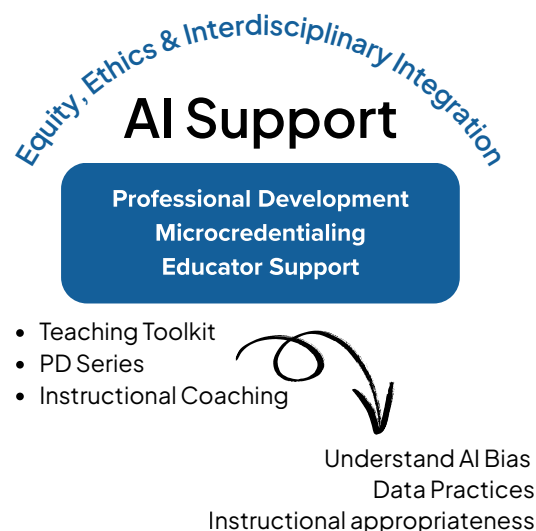 Equity, Ethics & Interdisciplinary Integration
AI Support
Professional Development
Microcredentialing
Educator Support
• Teaching Toolkit
• PD Series
• Instructional Coaching
Understand AI Bias
Data Practices
Instructional appropriateness